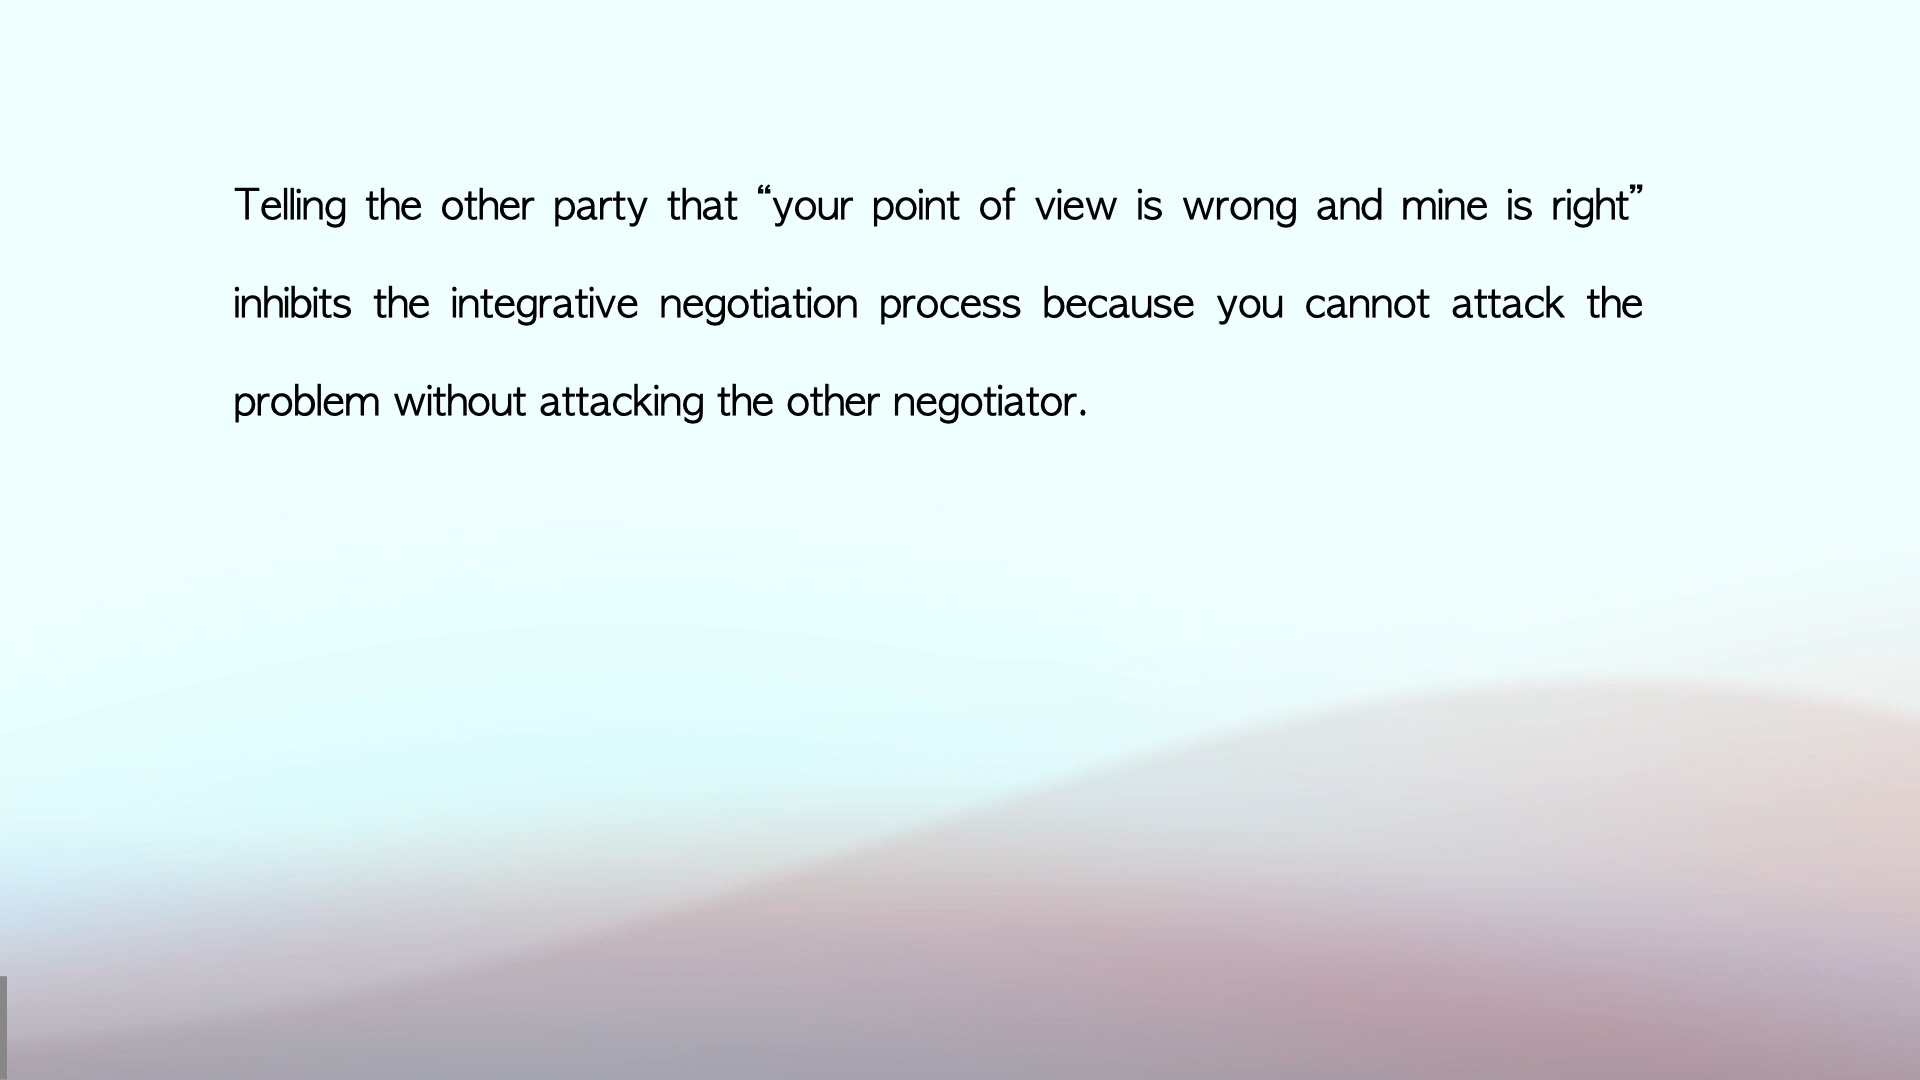 Telling the other party that “your point of view is wrong and mine is right”
inhibits the integrative negotiation process because you cannot attack the
problem without attacking the other negotiator.